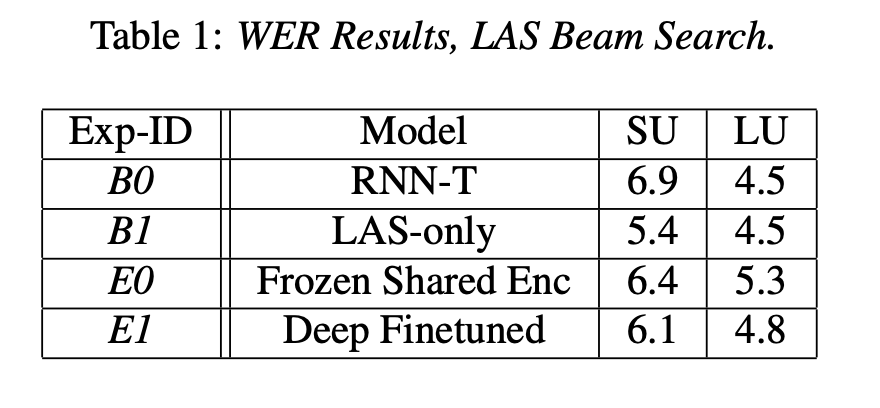 Table 1: WER Results, LAS Beam Search.
Exp-ID Model SU LU
B0 RNN-T 6.9 4.5
B1 LAS-only 5.4 4.5
E0 Frozen Shared Enc 6.4 5.3
E1 Deep Finetuned 6.1 4.8